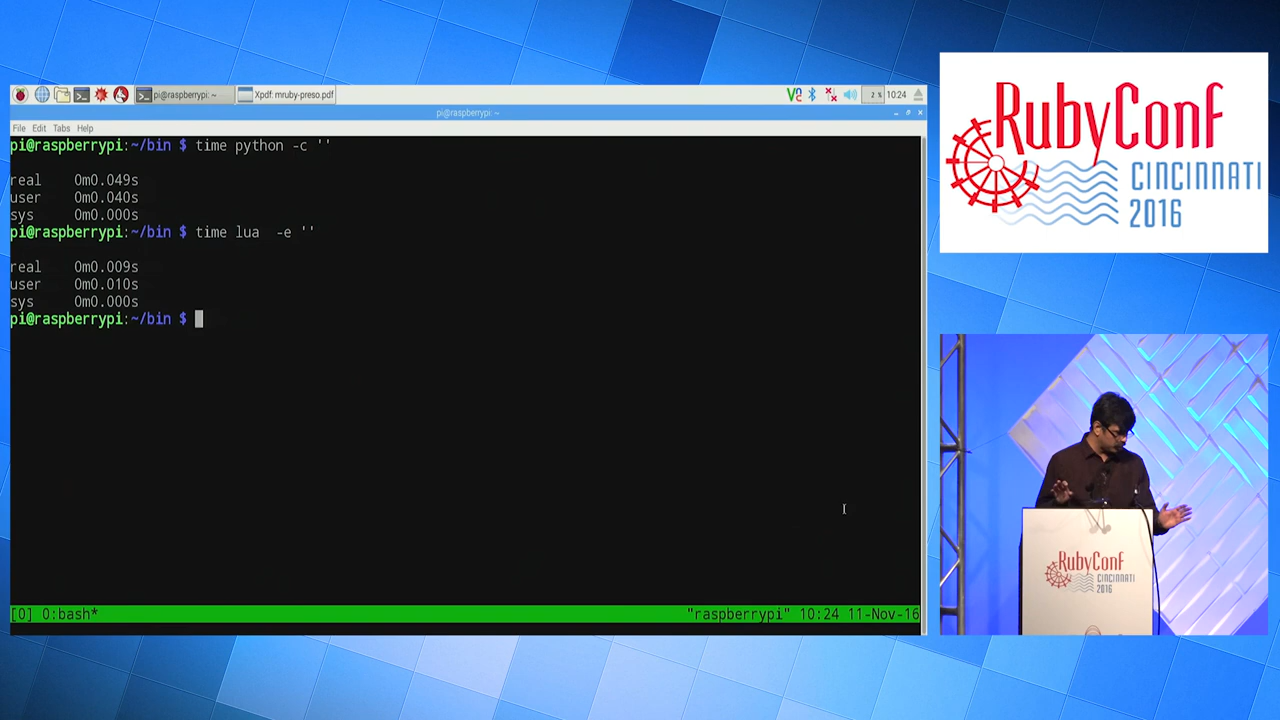 pi@raspberrypi: ~
Xpdf: mruby-preso.pdf
2 %
10:24
pi@raspberrypi: ~
File Edit Tabs Help
pi@raspberrypi:~/bin $ time python -c ''
real 0m0.049s
user 0m0.040s
sys 0m0.000s
pi@raspberrypi:~/bin $ time lua  -e ''
real 0m0.009s
user 0m0.010s
sys 0m0.000s
pi@raspberrypi:~/bin $
[0] 0:bash*
"raspberrypi" 10:24 11-Nov-16
RubyConf
CINCINNATI
2016
RubyConf
CINCINNATI
2016